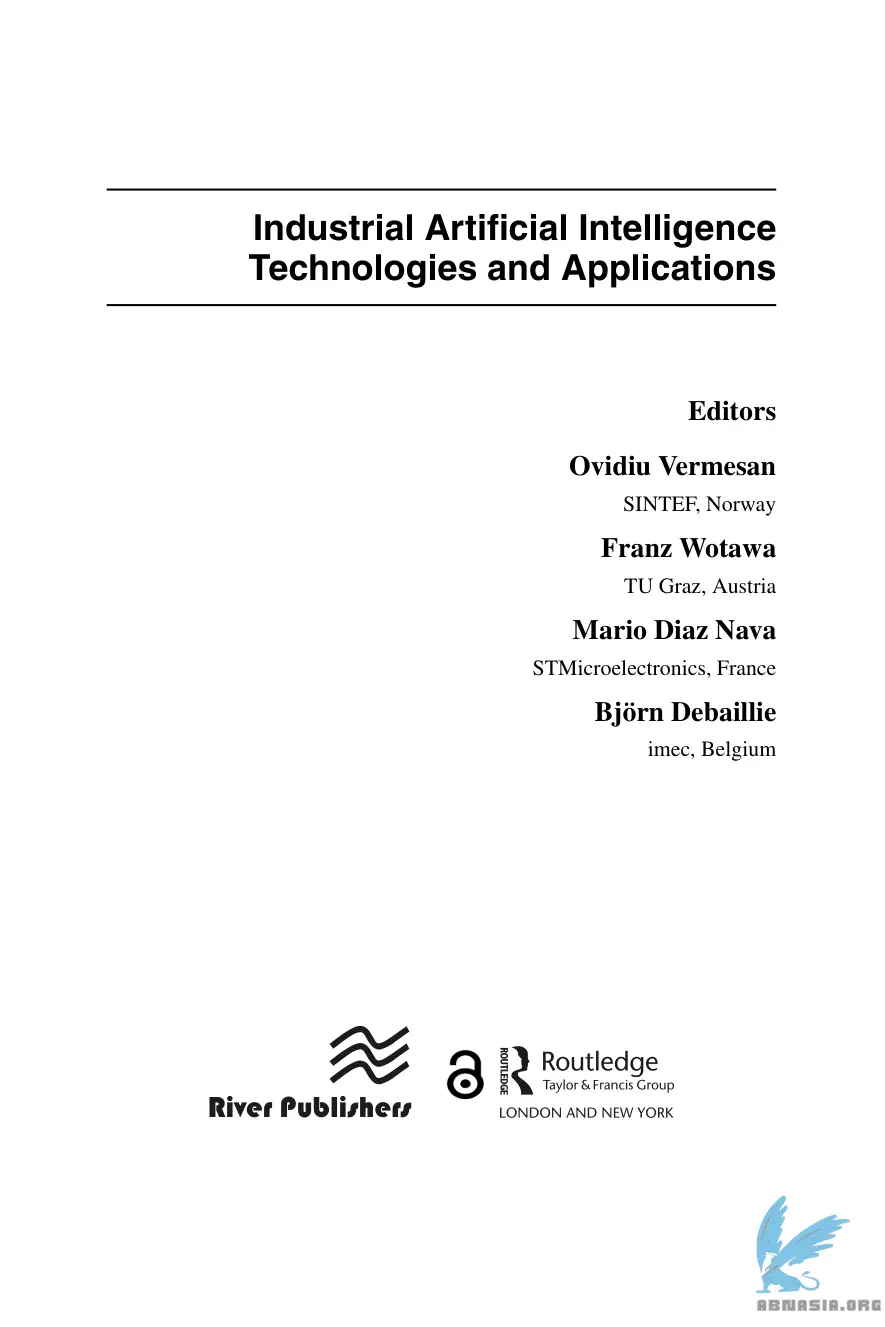 Industrial Artificial Intelligence
Technologies and Applications
Editors
Ovidiu Vermesan
SINTEF, Norway
Franz Wotawa
TU Graz, Austria
Mario Diaz Nava
STMicroelectronics, France
Björn Debaillie
imec, Belgium
River Publishers
ROUTLEDGE
Routledge
Taylor & Francis Group
LONDON AND NEW YORK
ABNASIA.ORG